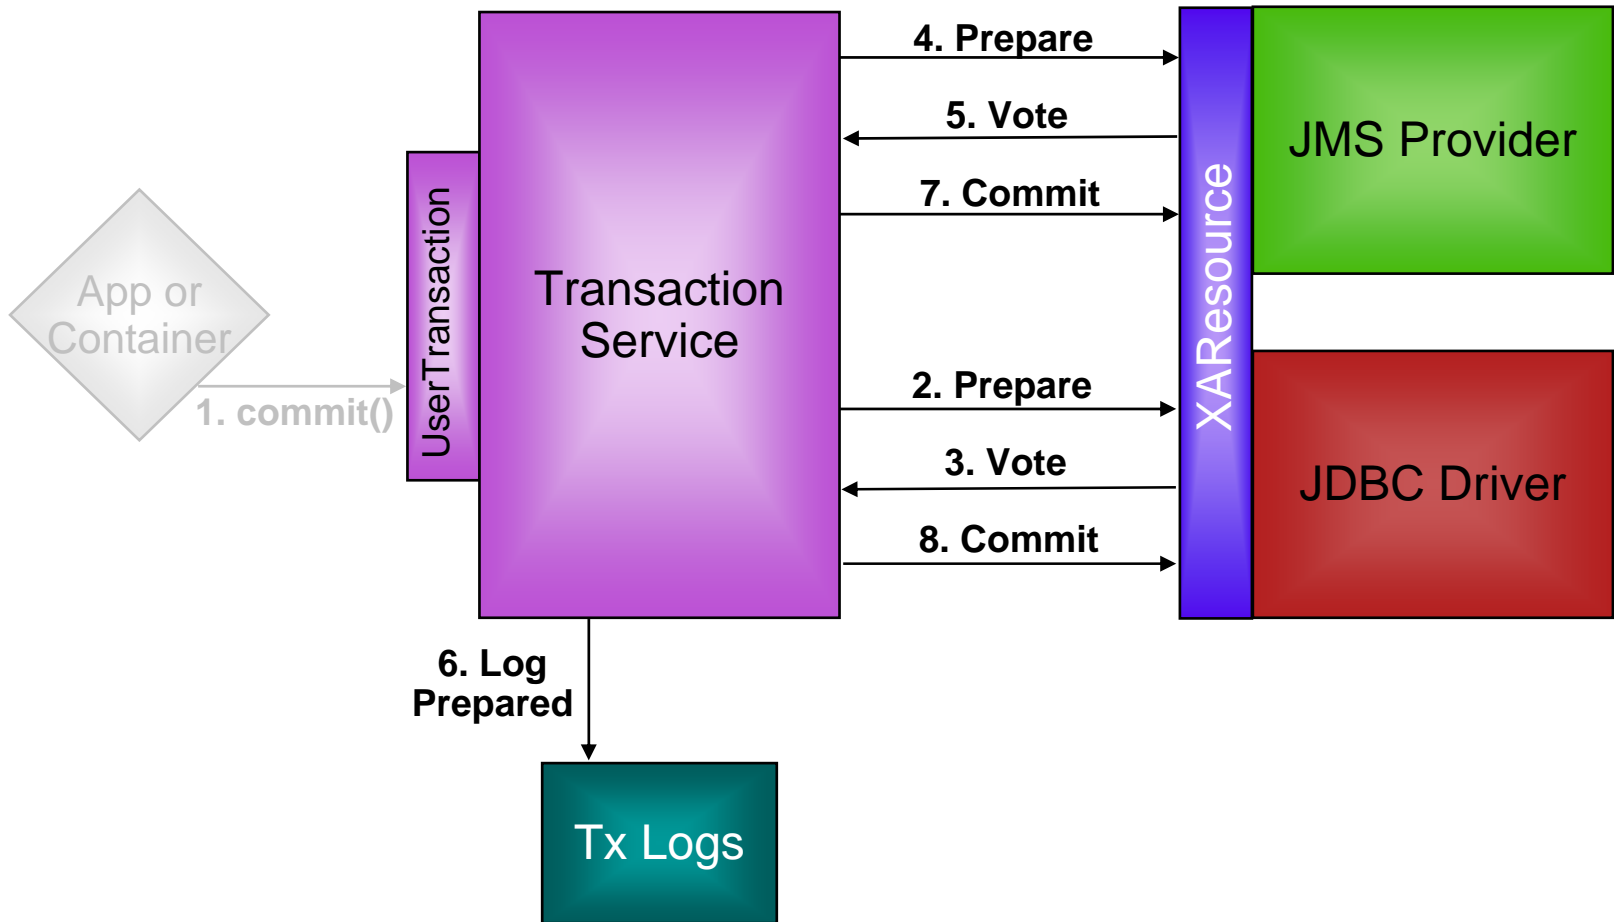 App or
Container
1. commit()
UserTransaction
Transaction
Service
4. Prepare
5. Vote
7. Commit
2. Prepare
3. Vote
8. Commit
XAResource
JMS Provider
JDBC Driver
6. Log
Prepared
Tx Logs